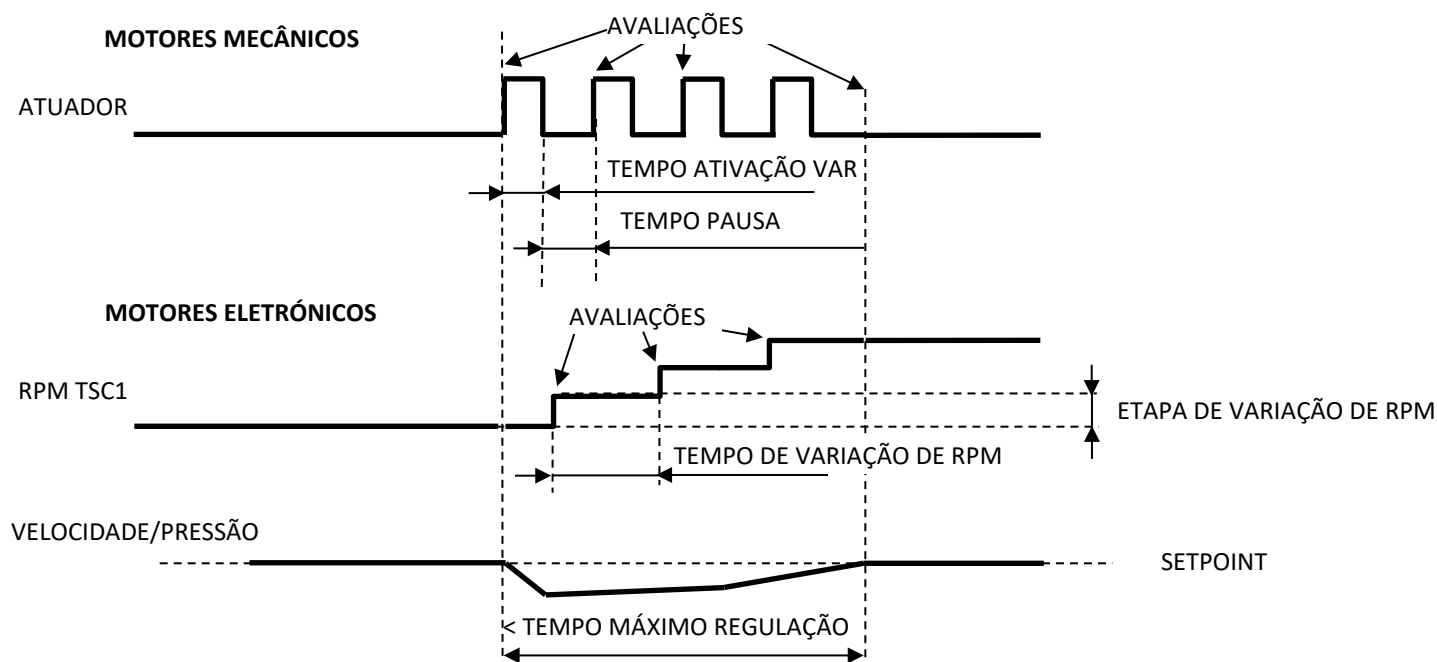 AVALIAÇÕES
MOTORES MECÂNICOS
ATUADOR
TEMPO ATIVAÇÃO VAR
TEMPO PAUSA
MOTORES ELETRÓNICOS
AVALIAÇÕES
RPM TSC1
ETAPA DE VARIAÇÃO DE RPM
TEMPO DE VARIAÇÃO DE RPM
VELOCIDADE/PRESSÃO
SETPOINT
< TEMPO MÁXIMO REGULAÇÃO